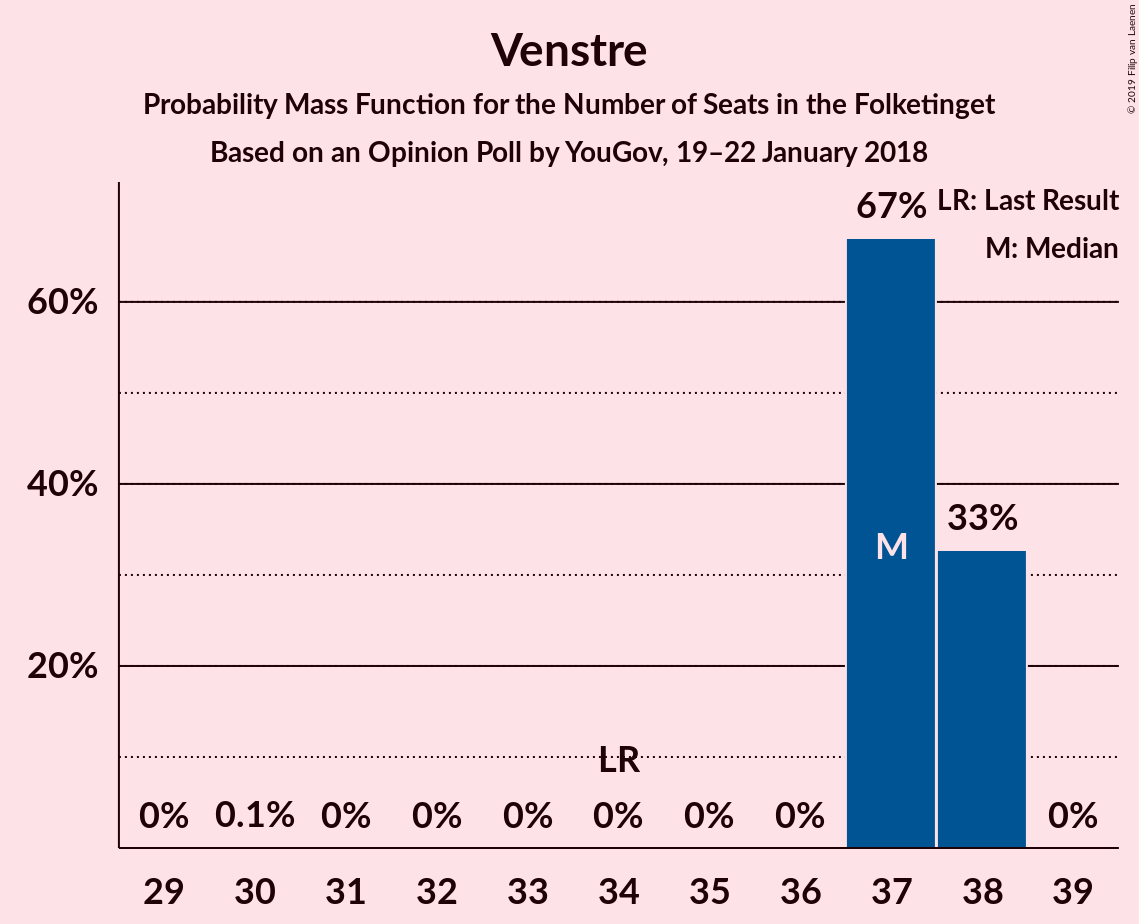 Venstre
Probability Mass Function for the Number of Seats in the Folketinget
Based on an Opinion Poll by YouGov, 19–22 January 2018
© 2019 Filip van Laenen
LR: Last Result
M: Median
67%
60%
40%
33%
M
20%
LR
0% 0.1% 0% 0% 0% 0% 0% 0% 0%
29 30 31 32 33 34 35 36 37 38 39